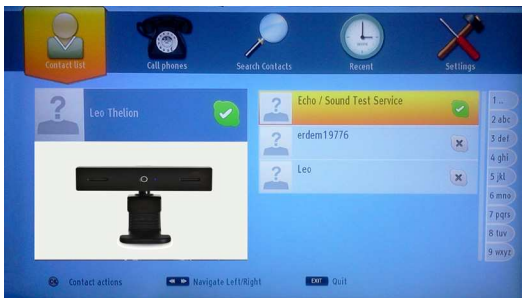 Contact list
Call phones
Search Contacts
Recent
Settings
Leo Thelion
Echo / Sound Test Service
erdem19776
Leo
1 ..
2 abc
3 def
4 ghi
5 jkl
6 mno
7 pqrs
8 tuv
9 wxyz
OK Contact actions
Navigate Left/Right
EXIT Quit